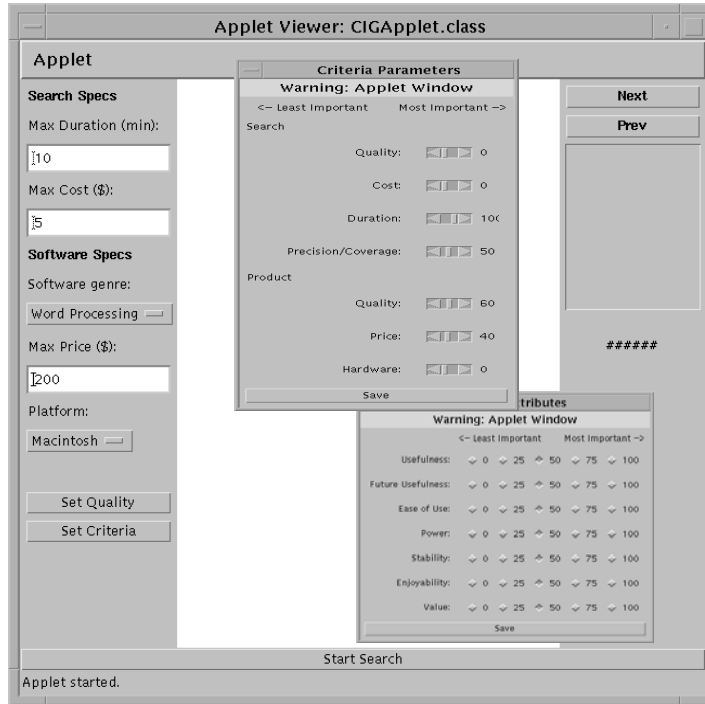 Applet Viewer: CIGApplet.class
Applet
Search Specs
Max Duration (min):
10
Max Cost ($):
5
Software Specs
Software genre:
Word Processing
Max Price ($):
200
Platform:
Macintosh
Set Quality
Set Criteria
Criteria Parameters
Warning: Applet Window
<- Least Important Most Important ->
Search
Quality: 0
Cost: 0
Duration: 100
Precision/Coverage: 50
Product
Quality: 60
Price: 40
Hardware: 0
Save
Next
Prev
######
tributes
Warning: Applet Window
<- Least Important Most Important ->
Usefulness: 0 25 50 75 100
Future Usefulness: 0 25 50 75 100
Ease of Use: 0 25 50 75 100
Power: 0 25 50 75 100
Stability: 0 25 50 75 100
Enjoyability: 0 25 50 75 100
Value: 0 25 50 75 100
Save
Start Search
Applet started.